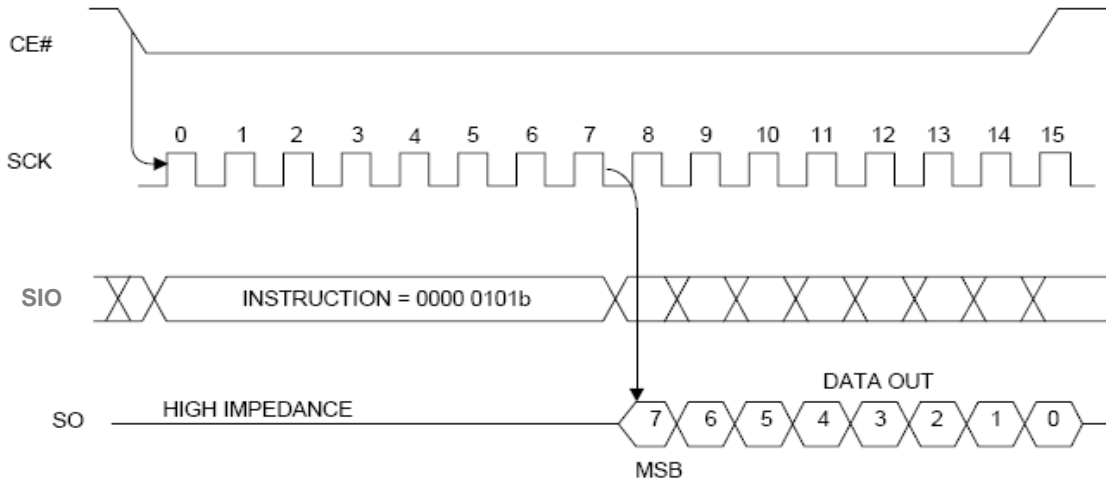 CE#
0 1 2 3 4 5 6 7 8 9 10 11 12 13 14 15
SCK
SIO INSTRUCTION = 0000 0101b
DATA OUT
SO HIGH IMPEDANCE 7 6 5 4 3 2 1 0
MSB